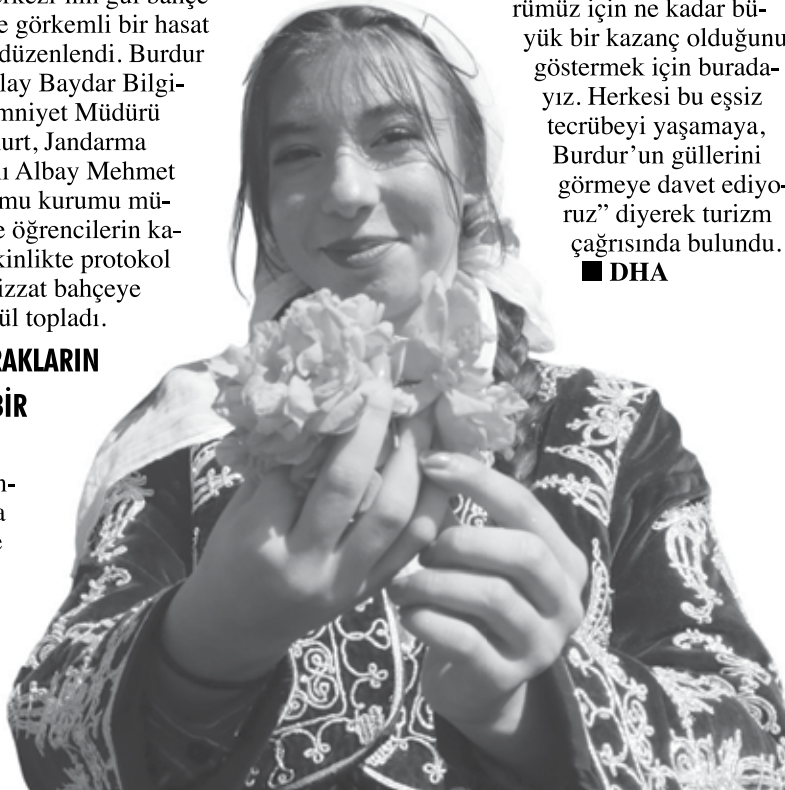 erkezi’nin gül bahçe
e görkemli bir hasat
düzenlendi. Burdur
lay Baydar Bilgi-
mniyet Müdürü
urt, Jandarma
ı Albay Mehmet
mu kurumu mü-
e öğrencilerin ka-
kinlikte protokol
izzat bahçeye
ül topladı.
RAKLARIN
BİR
n-
a
e
rümüz için ne kadar bü-
yük bir kazanç olduğunu
göstermek için burada-
yız. Herkesi bu eşsiz
tecrübeyi yaşamaya,
Burdur’un güllerini
görmeye davet ediyo-
ruz” diyerek turizm
çağrısında bulundu.
■ DHA